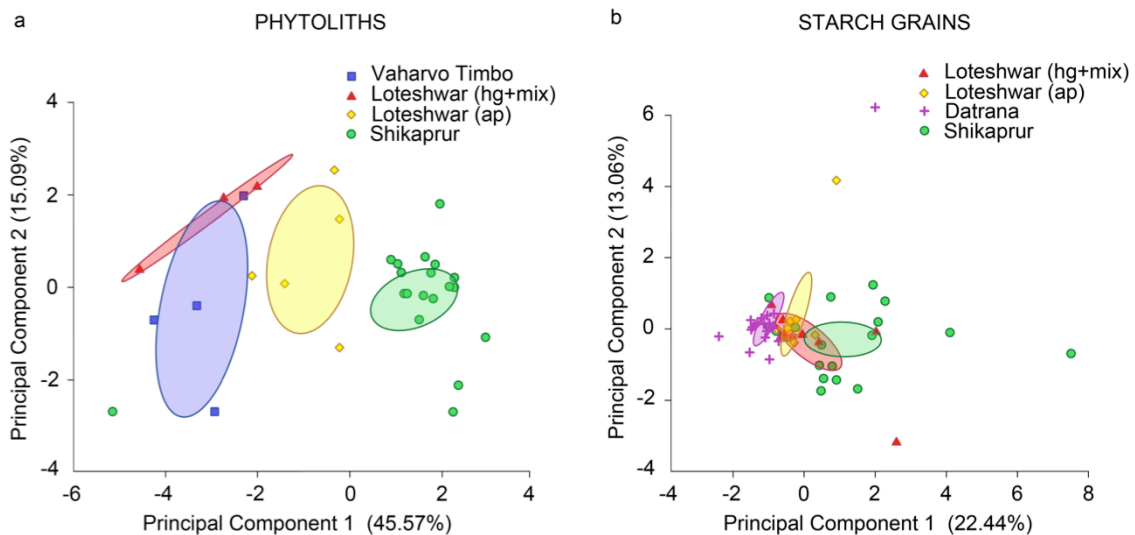 a
PHYTOLITHS
Vaharvo Timbo
Loteshwar (hg+mix)
Loteshwar (ap)
Shikaprur
4
2
0
-2
-4
-6
-4
-2
0
2
4
Principal Component 2 (15.09%)
Principal Component 1 (45.57%)
b
STARCH GRAINS
Loteshwar (hg+mix)
Loteshwar (ap)
Datrana
Shikaprur
6
4
2
0
-2
-4
-4
-2
0
2
4
6
8
Principal Component 2 (13.06%)
Principal Component 1 (22.44%)